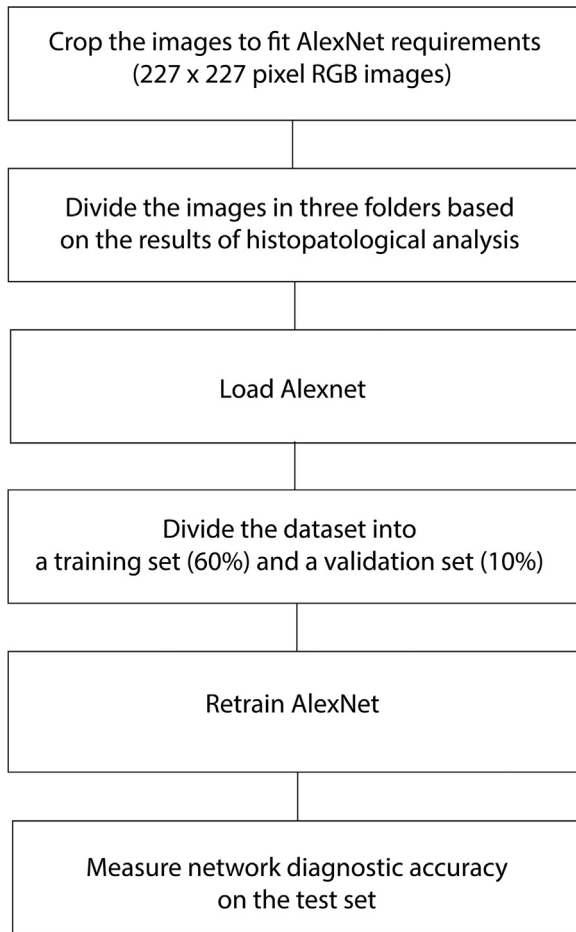 Crop the images to fit AlexNet requirements
(227 x 227 pixel RGB images)
Divide the images in three folders based
on the results of histopatological analysis
Load Alexnet
Divide the dataset into
a training set (60%) and a validation set (10%)
Retrain AlexNet
Measure network diagnostic accuracy
on the test set